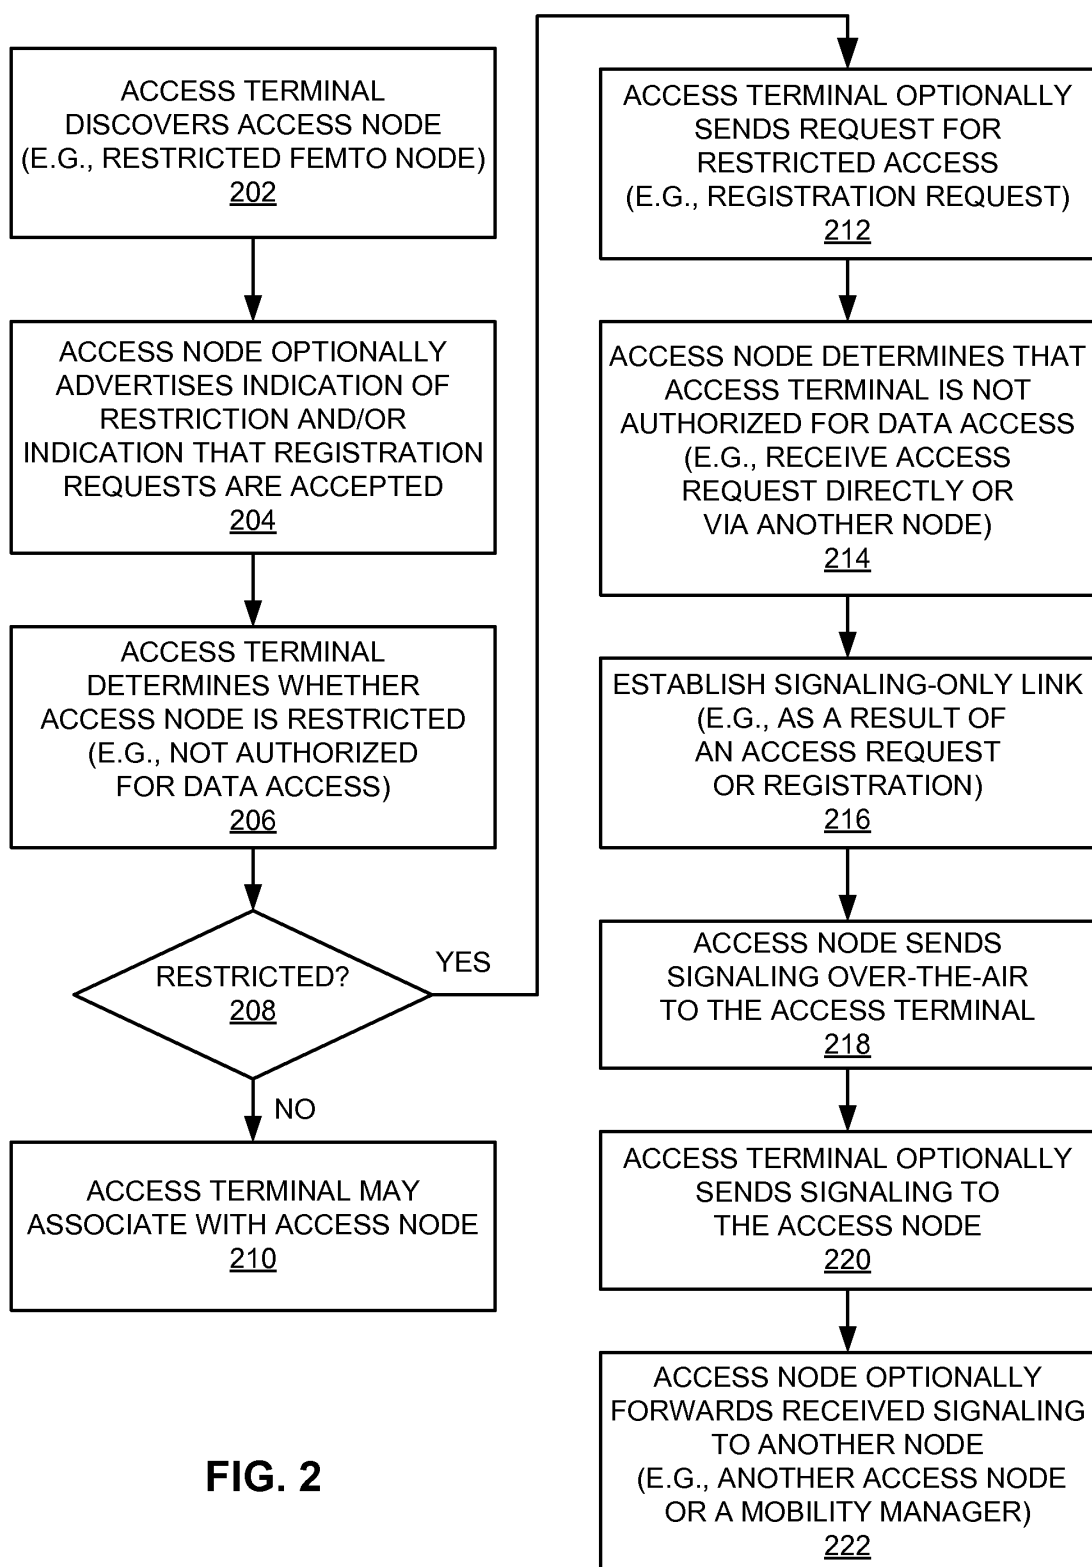 ACCESS TERMINAL
DISCOVERS ACCESS NODE
(E.G., RESTRICTED FEMTO NODE)
202
ACCESS NODE OPTIONALLY
ADVERTISES INDICATION OF
RESTRICTION AND/OR
INDICATION THAT REGISTRATION
REQUESTS ARE ACCEPTED
204
ACCESS TERMINAL
DETERMINES WHETHER
ACCESS NODE IS RESTRICTED
(E.G., NOT AUTHORIZED
FOR DATA ACCESS)
206
RESTRICTED?
208
YES
NO
ACCESS TERMINAL MAY
ASSOCIATE WITH ACCESS NODE
210
ACCESS TERMINAL OPTIONALLY
SENDS REQUEST FOR
RESTRICTED ACCESS
(E.G., REGISTRATION REQUEST)
212
ACCESS NODE DETERMINES THAT
ACCESS TERMINAL IS NOT
AUTHORIZED FOR DATA ACCESS
(E.G., RECEIVE ACCESS
REQUEST DIRECTLY OR
VIA ANOTHER NODE)
214
ESTABLISH SIGNALING-ONLY LINK
(E.G., AS A RESULT OF
AN ACCESS REQUEST
OR REGISTRATION)
216
ACCESS NODE SENDS
SIGNALING OVER-THE-AIR
TO THE ACCESS TERMINAL
218
ACCESS TERMINAL OPTIONALLY
SENDS SIGNALING TO
THE ACCESS NODE
220
ACCESS NODE OPTIONALLY
FORWARDS RECEIVED SIGNALING
TO ANOTHER NODE
(E.G., ANOTHER ACCESS NODE
OR A MOBILITY MANAGER)
222
FIG. 2